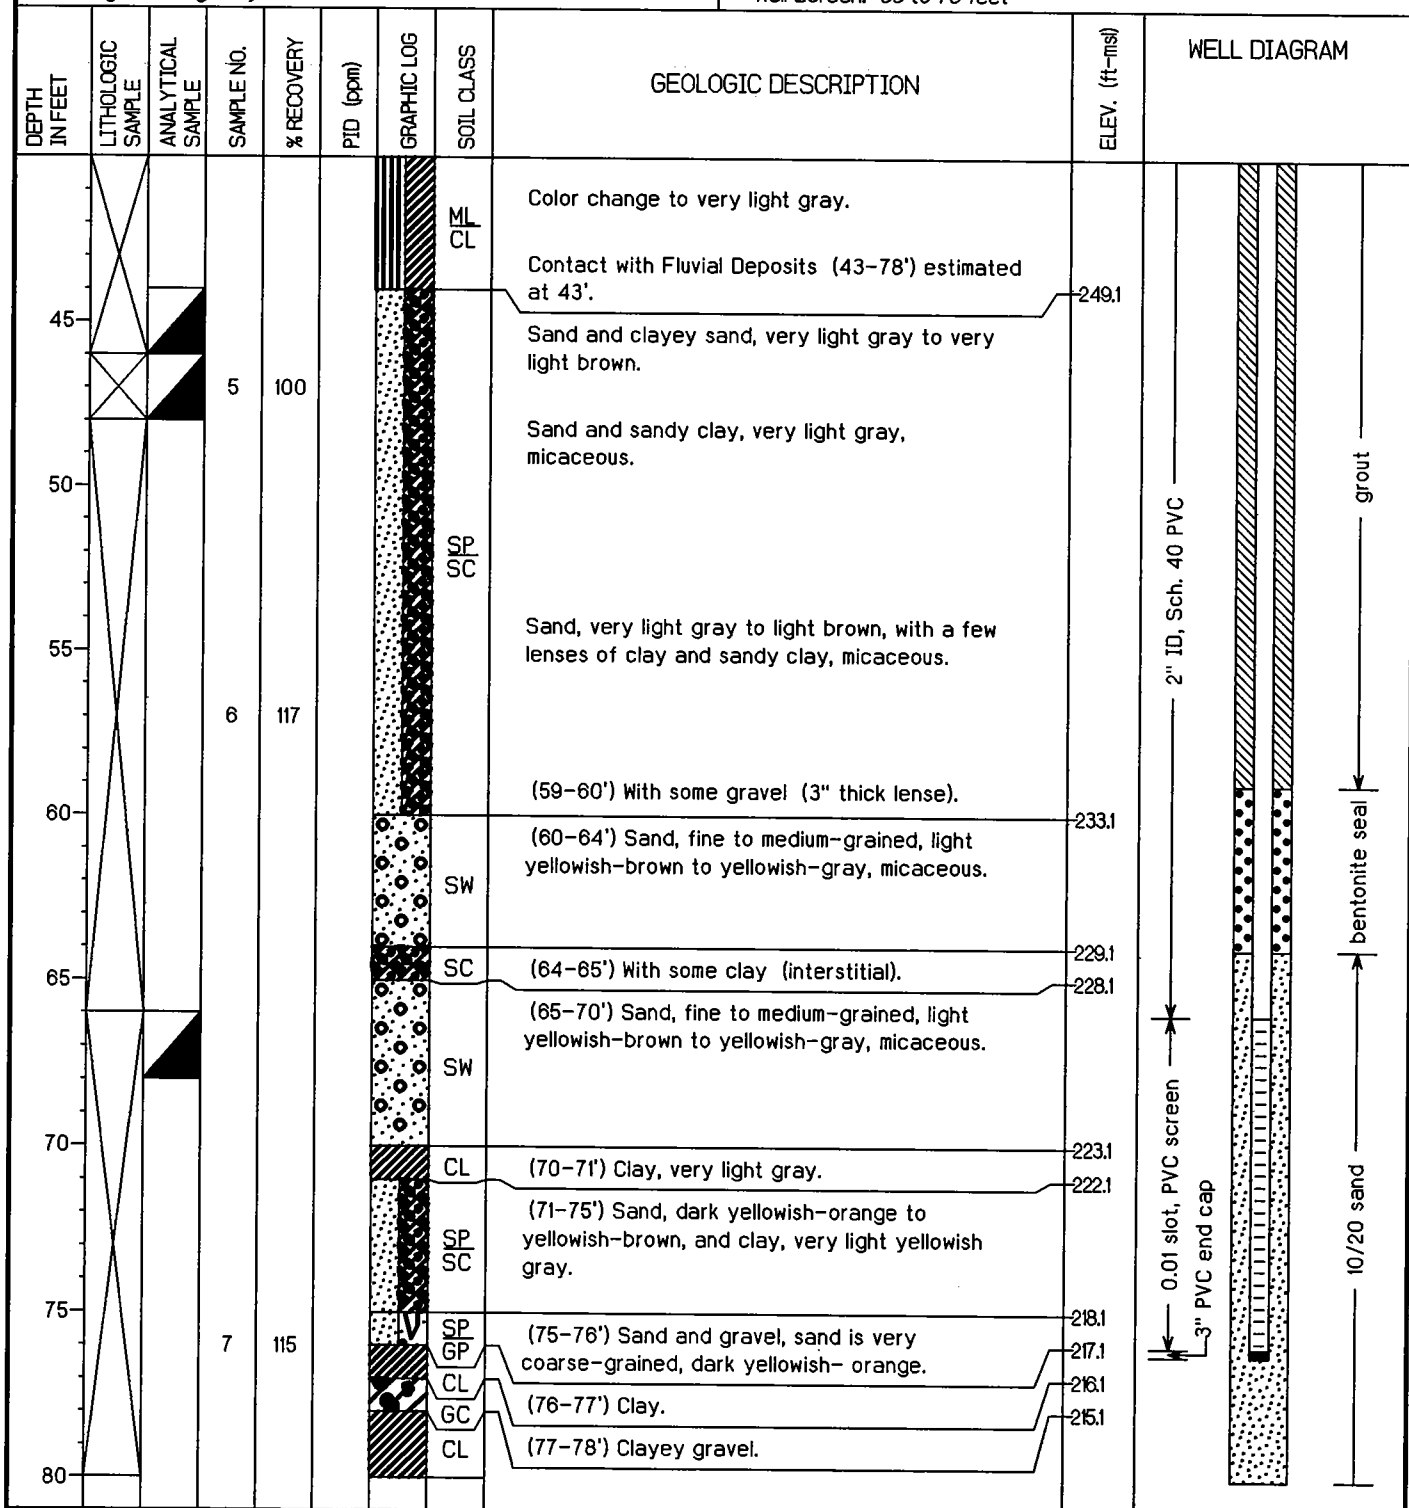 DEPTH
IN FEET
LITHOLOGIC
SAMPLE
ANALYTICAL
SAMPLE
SAMPLE NO.
% RECOVERY
PID (ppm)
GRAPHIC LOG
SOIL CLASS
GEOLOGIC DESCRIPTION
ELEV. (ft-msl)
WELL DIAGRAM
ML
CL
Color change to very light gray.
Contact with Fluvial Deposits (43-78') estimated
at 43'.
249.1
45
Sand and clayey sand, very light gray to very
light brown.
5
100
Sand and sandy clay, very light gray,
micaceous.
50
SP
SC
2" ID, Sch. 40 PVC
grout
55
Sand, very light gray to light brown, with a few
lenses of clay and sandy clay, micaceous.
6
117
(59-60') With some gravel (3" thick lense).
60
233.1
(60-64') Sand, fine to medium-grained, light
yellowish-brown to yellowish-gray, micaceous.
SW
bentonite seal
229.1
65
SC
(64-65') With some clay (interstitial).
228.1
(65-70') Sand, fine to medium-grained, light
yellowish-brown to yellowish-gray, micaceous.
SW
70
223.1
CL
(70-71') Clay, very light gray.
222.1
(71-75') Sand, dark yellowish-orange to
yellowish-brown, and clay, very light yellowish
gray.
SP
SC
0.01 slot, PVC screen
3" PVC end cap
10/20 sand
75
218.1
7
115
SP
GP
(75-76') Sand and gravel, sand is very
coarse-grained, dark yellowish- orange.
217.1
CL
216.1
(76-77') Clay.
GC
215.1
CL
(77-78') Clayey gravel.
80